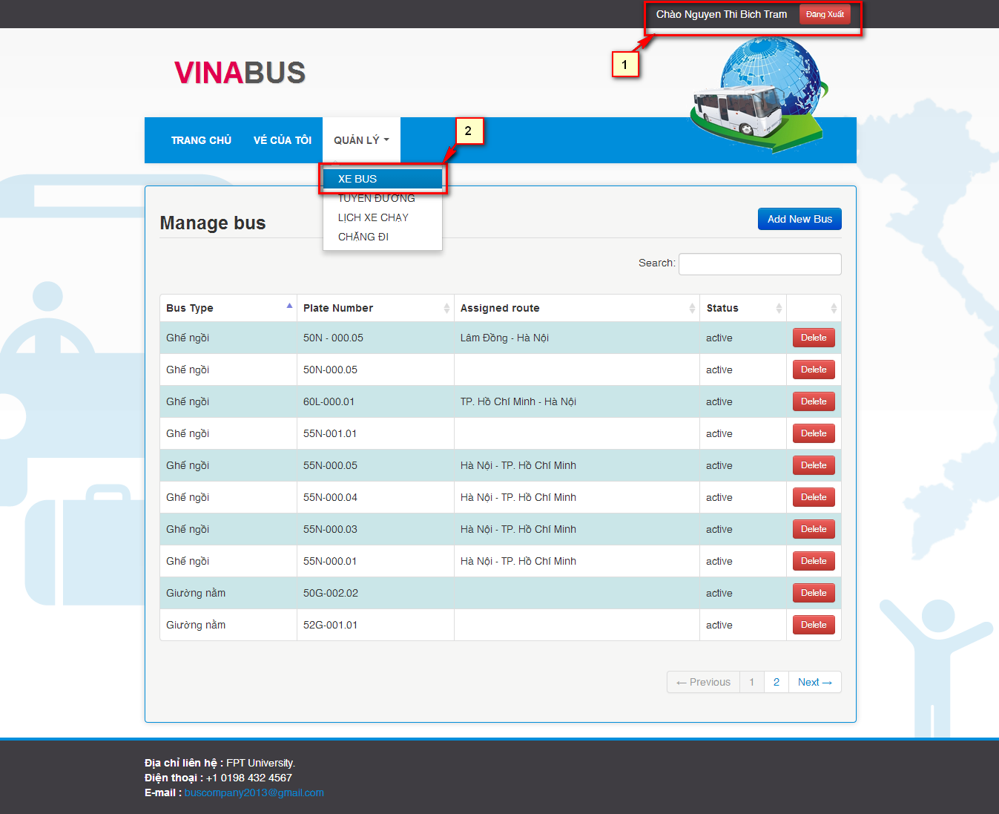 Chào Nguyen Thi Bich Tram Đăng Xuất
1
VINABUS
2
TRANG CHỦ VÉ CỦA TÔI QUẢN LÝ
XE BUS
TUYẾN ĐƯỜNG
LỊCH XE CHẠY
CHẶNG ĐI
Manage bus Add New Bus
Search:
Bus Type Plate Number Assigned route Status
Ghế ngồi 50N - 000.05 Lâm Đồng - Hà Nội active Delete
Ghế ngồi 50N-000.05 active Delete
Ghế ngồi 60L-000.01 TP. Hồ Chí Minh - Hà Nội active Delete
Ghế ngồi 55N-001.01 active Delete
Ghế ngồi 55N-000.05 Hà Nội - TP. Hồ Chí Minh active Delete
Ghế ngồi 55N-000.04 Hà Nội - TP. Hồ Chí Minh active Delete
Ghế ngồi 55N-000.03 Hà Nội - TP. Hồ Chí Minh active Delete
Ghế ngồi 55N-000.01 Hà Nội - TP. Hồ Chí Minh active Delete
Giường nằm 50G-002.02 active Delete
Giường nằm 52G-001.01 active Delete
← Previous 1 2 Next →
Địa chỉ liên hệ : FPT University.
Điện thoại : +1 0198 432 4567
E-mail : buscompany2013@gmail.com